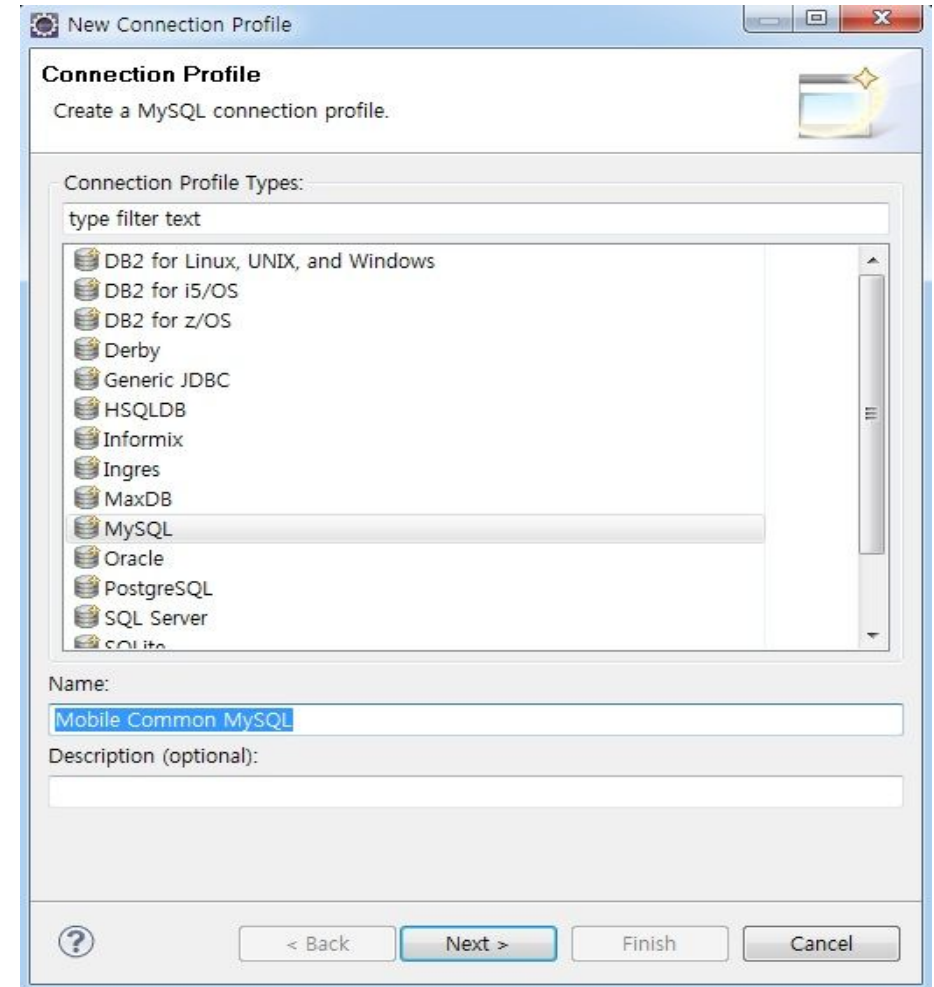 New Connection Profile
Connection Profile
Create a MySQL connection profile.
Connection Profile Types:
type filter text
DB2 for Linux, UNIX, and Windows
DB2 for i5/OS
DB2 for z/OS
Derby
Generic JDBC
HSQLDB
Informix
Ingres
MaxDB
MySQL
Oracle
PostgreSQL
SQL Server
SQLite
Name:
Mobile Common MySQL
Description (optional):
? < Back Next > Finish Cancel